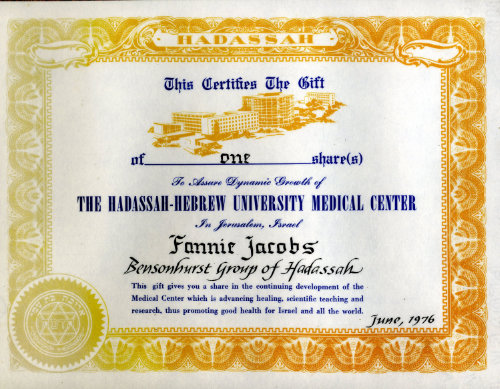 HADASSAH
This Certifies The Gift
of one share(s)
To Assure Dynamic Growth of
THE HADASSAH-HEBREW UNIVERSITY MEDICAL CENTER
In Jerusalem, Israel
Fannie Jacobs
Bensonhurst Group of Hadassah
This gift gives you a share in the continuing development of the
Medical Center which is advancing healing, scientific teaching and
research, thus promoting good health for Israel and all the world.
June, 1976